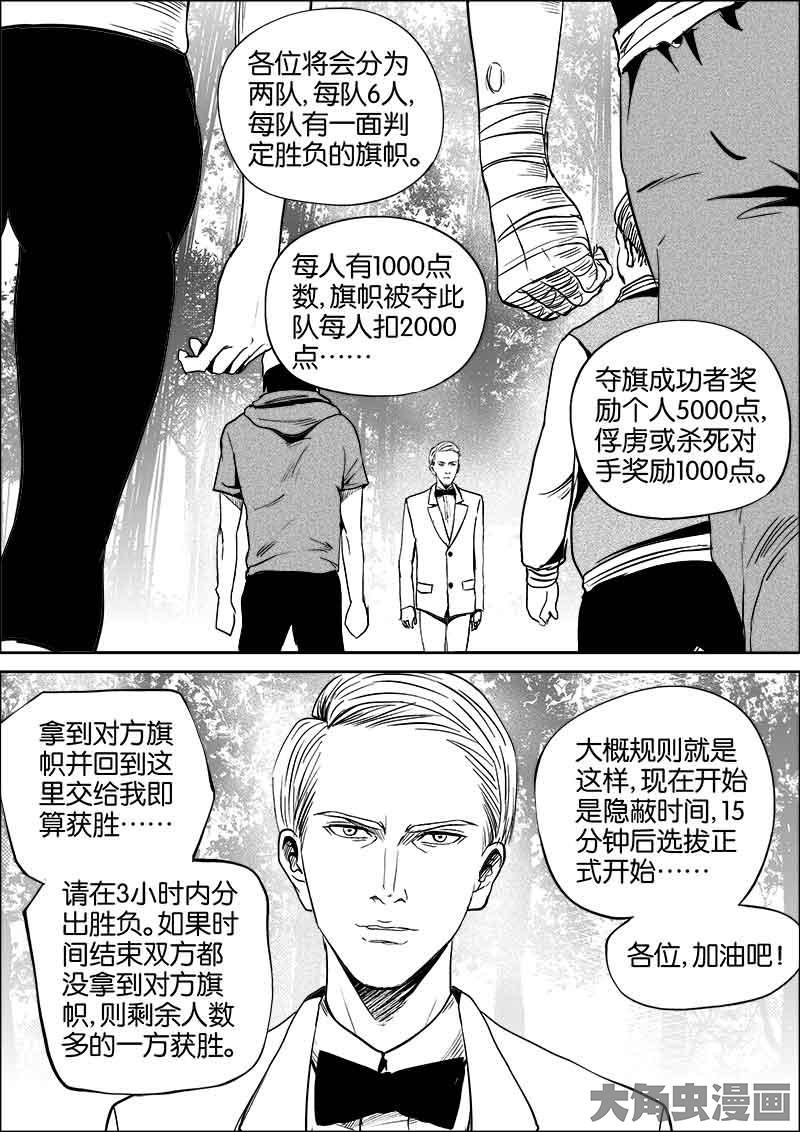 各位将会分为
两队，每队6人，
每队有一面判
定胜负的旗帜。
每人有1000点
数，旗帜被夺此
队每人扣2000
点……
夺旗成功者奖
励个人5000点，
俘虏或杀死对
手奖励1000点。
拿到对方旗
帜并回到这
里交给我即
算获胜……
请在3小时内分
出胜负。如果时
间结束双方都
没拿到对方旗
帜，则剩余人数
多的一方获胜。
大概规则就是
这样，现在开始
是隐蔽时间，15
分钟后选拔正
式开始……
各位，加油吧！
大角虫漫画